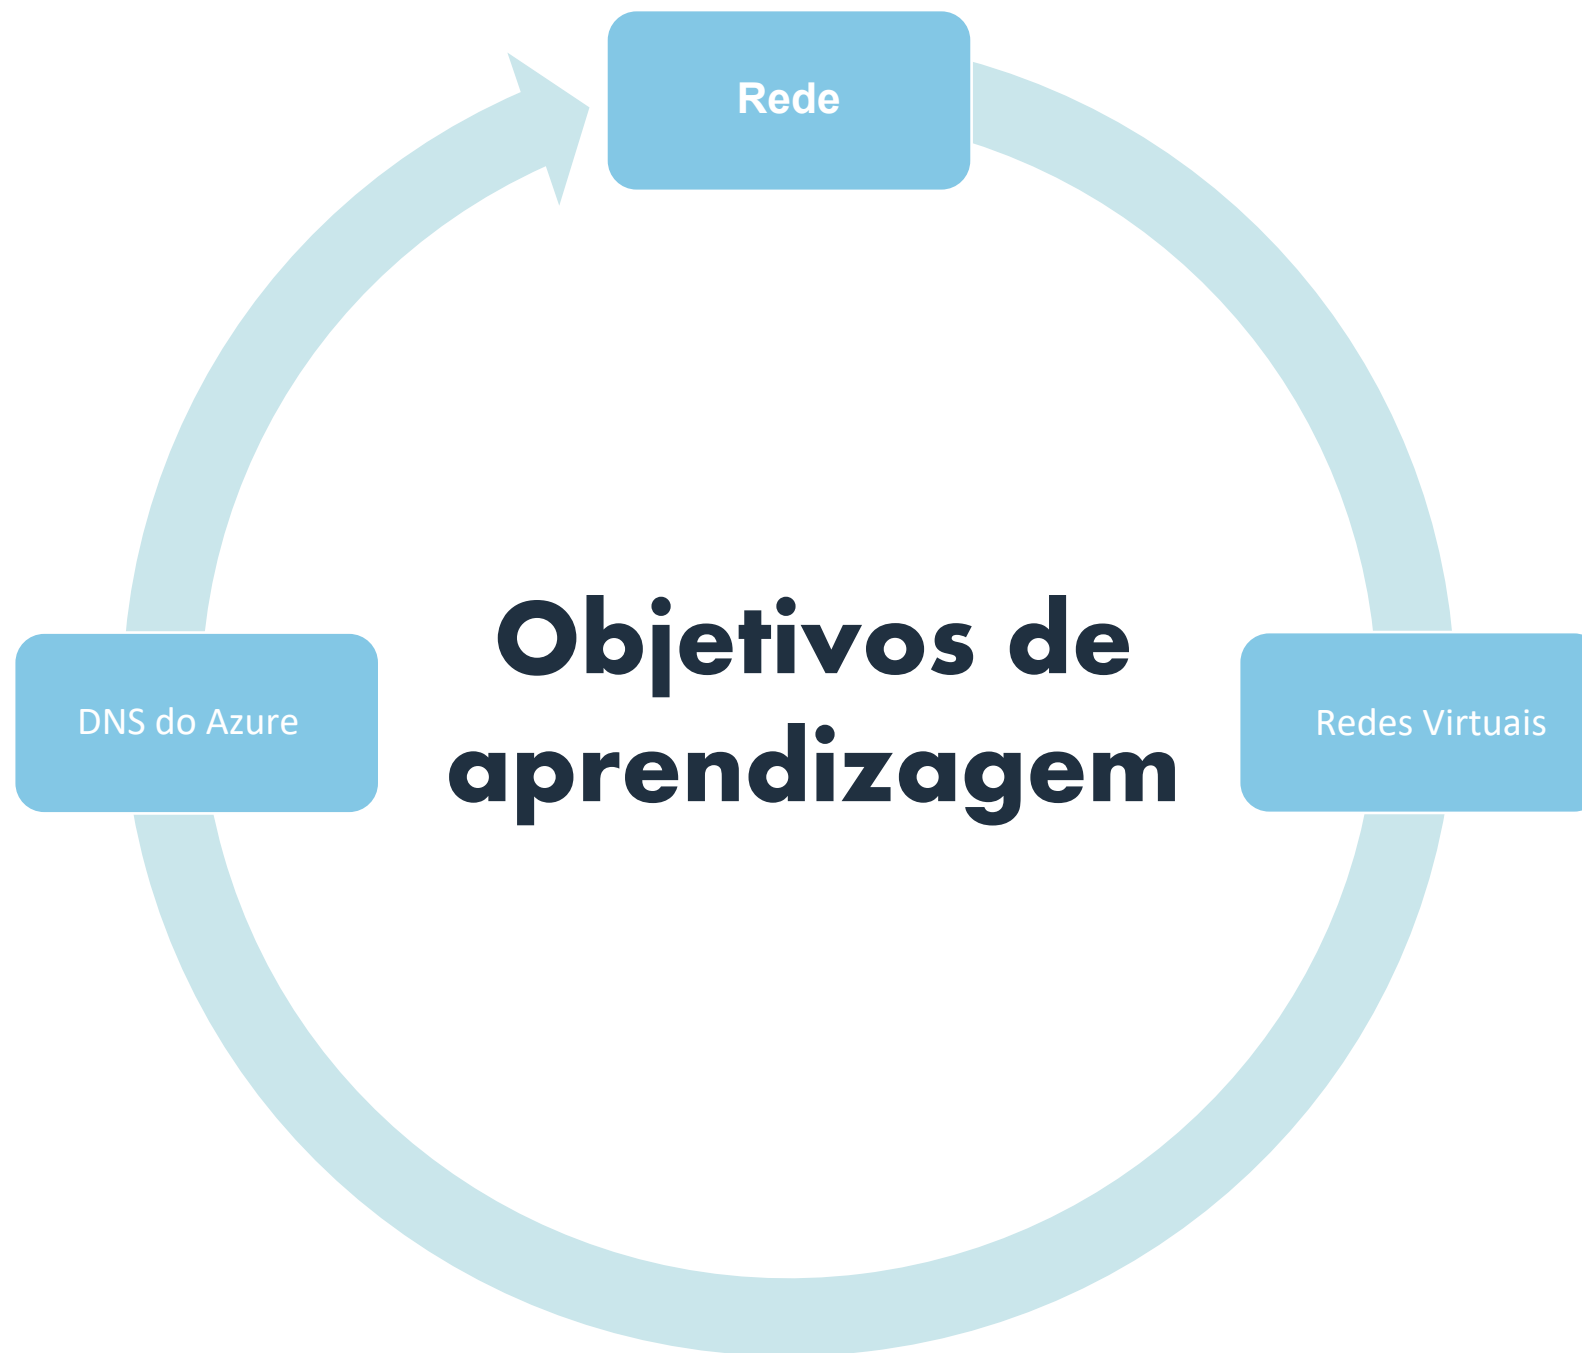 Rede
Objetivos de
aprendizagem
DNS do Azure
Redes Virtuais